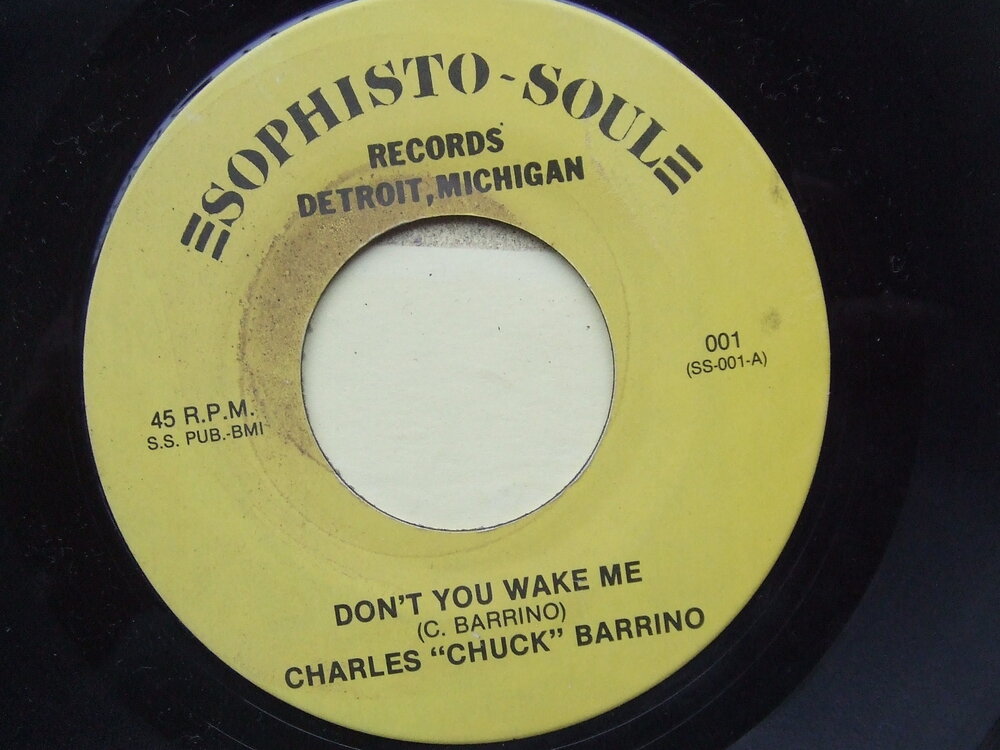 SOPHISTO-SOUL
RECORDS
DETROIT, MICHIGAN
001
(SS-001-A)
45 R.P.M.
S.S. PUB.-BMI
DON'T YOU WAKE ME
(C. BARRINO)
CHARLES “CHUCK” BARRINO